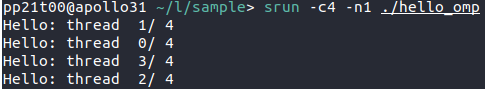 pp21t00@apollo31 ~/l/sample> srun -c4 -n1 ./hello_omp
Hello: thread  1/ 4
Hello: thread  0/ 4
Hello: thread  3/ 4
Hello: thread  2/ 4